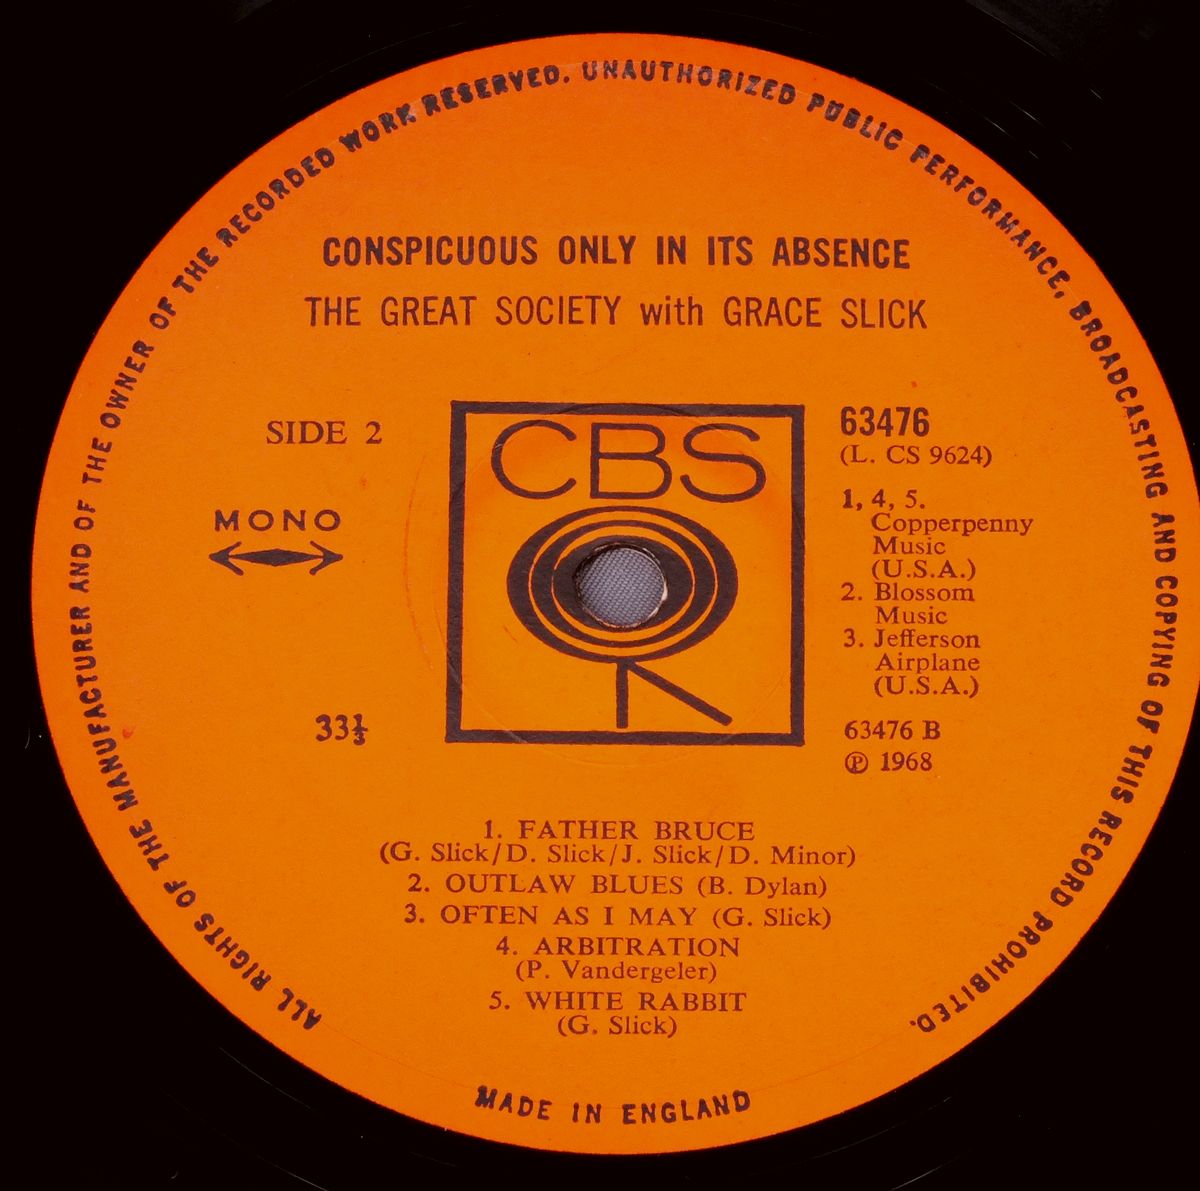 ALL RIGHTS OF THE MANUFACTURER AND OF THE OWNER OF THE RECORDED WORK RESERVED. UNAUTHORIZED PUBLIC PERFORMANCE, BROADCASTING AND COPYING OF THIS RECORD PROHIBITED.
CONSPICUOUS ONLY IN ITS ABSENCE
THE GREAT SOCIETY with GRACE SLICK
SIDE 2
MONO
33⅓
CBS
63476
(L. CS 9624)
1, 4, 5.
Copperpenny
Music
(U.S.A.)
2. Blossom
Music
3. Jefferson
Airplane
(U.S.A.)
63476 B
℗ 1968
1. FATHER BRUCE
(G. Slick/D. Slick/J. Slick/D. Minor)
2. OUTLAW BLUES (B. Dylan)
3. OFTEN AS I MAY (G. Slick)
4. ARBITRATION
(P. Vandergeler)
5. WHITE RABBIT
(G. Slick)
MADE IN ENGLAND